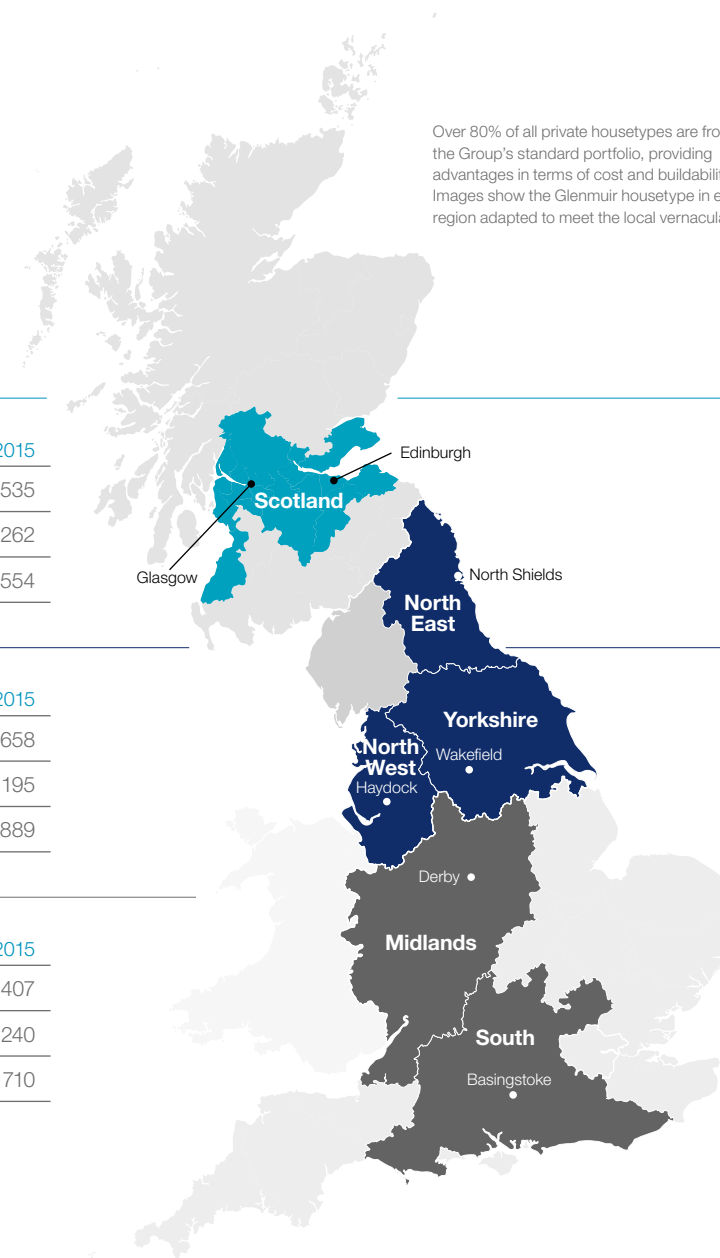 Over 80% of all private housetypes are
the Group's standard portfolio, providing
advantages in terms of cost and
Images show the Glenmuir housetype in
region adapted to meet the local
2015
535
262
554
Edinburgh
Scotland
Glasgow
North Shields
North
East
2015
658
195
889
Yorkshire
North
West
Wakefield
Haydock
Derby
Midlands
2015
407
240
710
South
Basingstoke